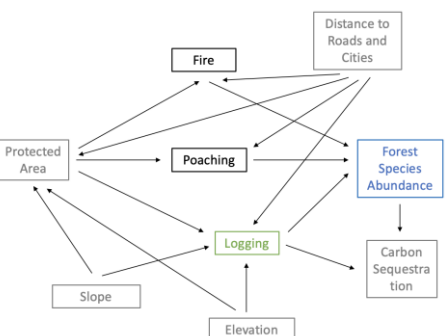 Distance to
Roads and
Cities
Fire
Protected
Area
Poaching
Forest
Species
Abundance
Logging
Carbon
Sequestra
tion
Slope
Elevation